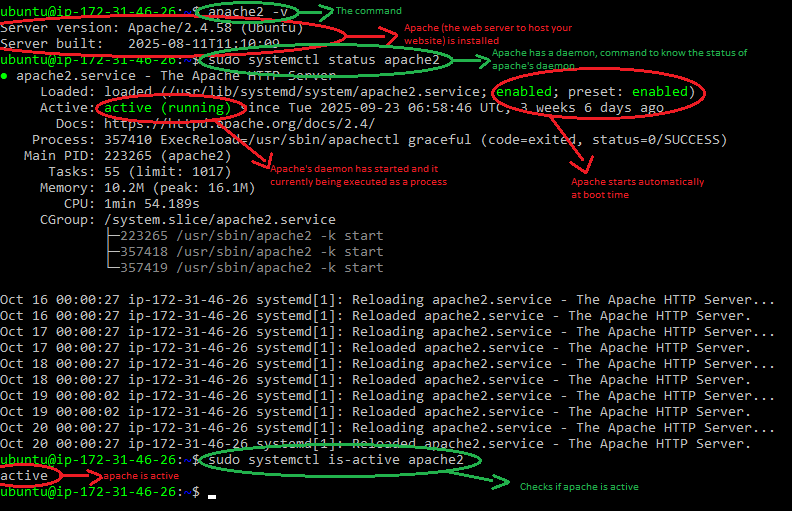 ubuntu@ip-172-31-46-26:~$ apache2 -v
The command
Server version: Apache/2.4.58 (Ubuntu)
Server built:   2025-08-11T11:10:09
Apache (the web server to host your
website) is installed
ubuntu@ip-172-31-46-26:~$ sudo systemctl status apache2
Apache has a daemon, command to know the status of
apache's daemon
● apache2.service - The Apache HTTP Server
Loaded: loaded (/usr/lib/systemd/system/apache2.service; enabled; preset: enabled)
Active: active (running) since Tue 2025-09-23 06:58:46 UTC, 3 weeks 6 days ago
Docs: https://httpd.apache.org/docs/2.4/
Process: 357410 ExecReload=/usr/sbin/apachectl graceful (code=exited, status=0/SUCCESS)
Main PID: 223265 (apache2)
Tasks: 55 (limit: 1017)
Memory: 10.2M (peak: 16.1M)
CPU: 1min 54.189s
CGroup: /system.slice/apache2.service
├─223265 /usr/sbin/apache2 -k start
├─357418 /usr/sbin/apache2 -k start
└─357419 /usr/sbin/apache2 -k start
Apache's daemon has started and it
currently being executed as a process
Apache starts automatically
at boot time
Oct 16 00:00:27 ip-172-31-46-26 systemd[1]: Reloading apache2.service - The Apache HTTP Server...
Oct 16 00:00:27 ip-172-31-46-26 systemd[1]: Reloaded apache2.service - The Apache HTTP Server.
Oct 17 00:00:27 ip-172-31-46-26 systemd[1]: Reloading apache2.service - The Apache HTTP Server...
Oct 17 00:00:27 ip-172-31-46-26 systemd[1]: Reloaded apache2.service - The Apache HTTP Server.
Oct 18 00:00:27 ip-172-31-46-26 systemd[1]: Reloading apache2.service - The Apache HTTP Server...
Oct 18 00:00:27 ip-172-31-46-26 systemd[1]: Reloaded apache2.service - The Apache HTTP Server.
Oct 19 00:00:02 ip-172-31-46-26 systemd[1]: Reloading apache2.service - The Apache HTTP Server...
Oct 19 00:00:02 ip-172-31-46-26 systemd[1]: Reloaded apache2.service - The Apache HTTP Server.
Oct 20 00:00:27 ip-172-31-46-26 systemd[1]: Reloading apache2.service - The Apache HTTP Server...
Oct 20 00:00:27 ip-172-31-46-26 systemd[1]: Reloaded apache2.service - The Apache HTTP Server.
ubuntu@ip-172-31-46-26:~$ sudo systemctl is-active apache2
active
apache is active
Checks if apache is active
ubuntu@ip-172-31-46-26:~$